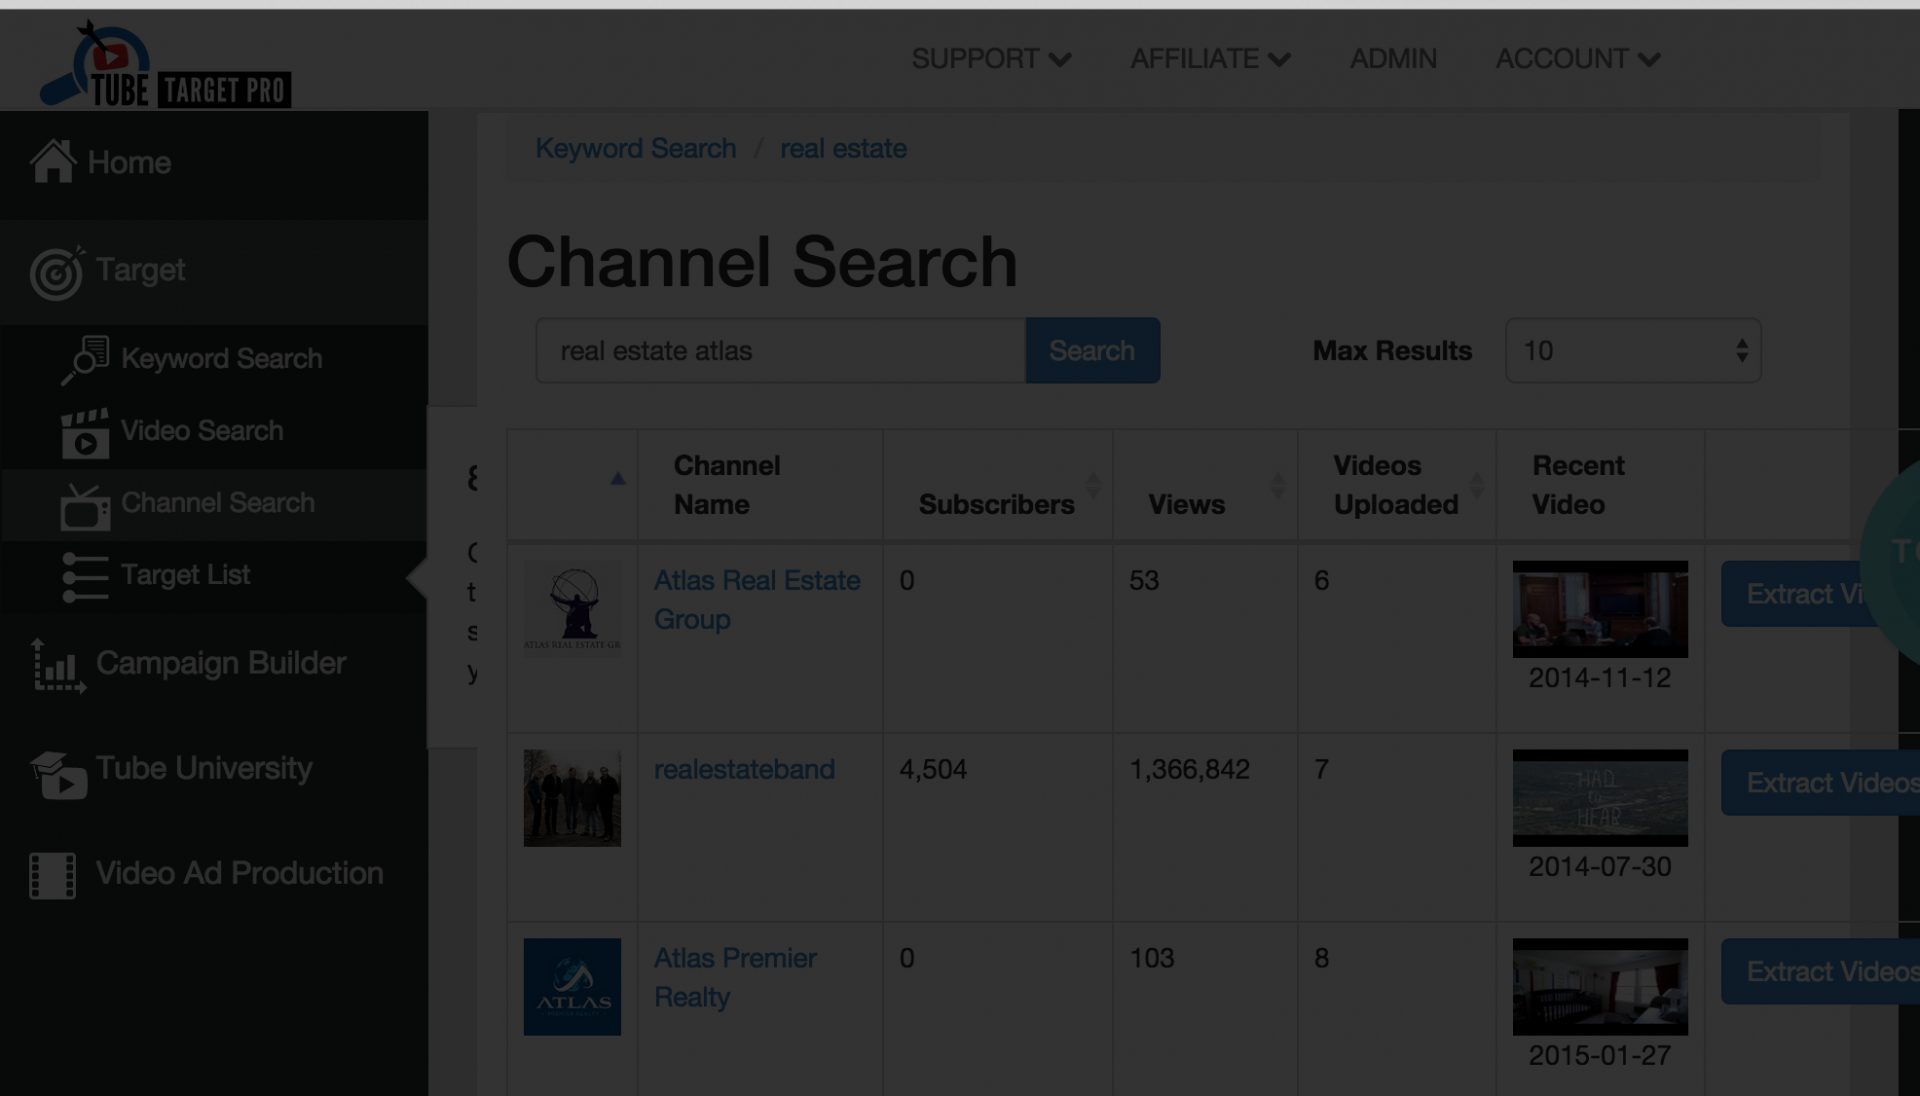 TUBE TARGET PRO
SUPPORT AFFILIATE ADMIN ACCOUNT
Home
Target
Keyword Search
Video Search
Channel Search
Target List
Campaign Builder
Tube University
Video Ad Production
Keyword Search / real estate
Channel Search
real estate atlas Search Max Results 10
Channel Name Subscribers Views Videos Uploaded Recent Video
Atlas Real Estate Group 0 53 6 Extract Vi
ATLAS REAL ESTATE GR
2014-11-12
realestateband 4,504 1,366,842 7 Extract Videos
HAD
to
HEAR
2014-07-30
Atlas Premier Realty 0 103 8 Extract Videos
ATLAS
2015-01-27
t
s
y